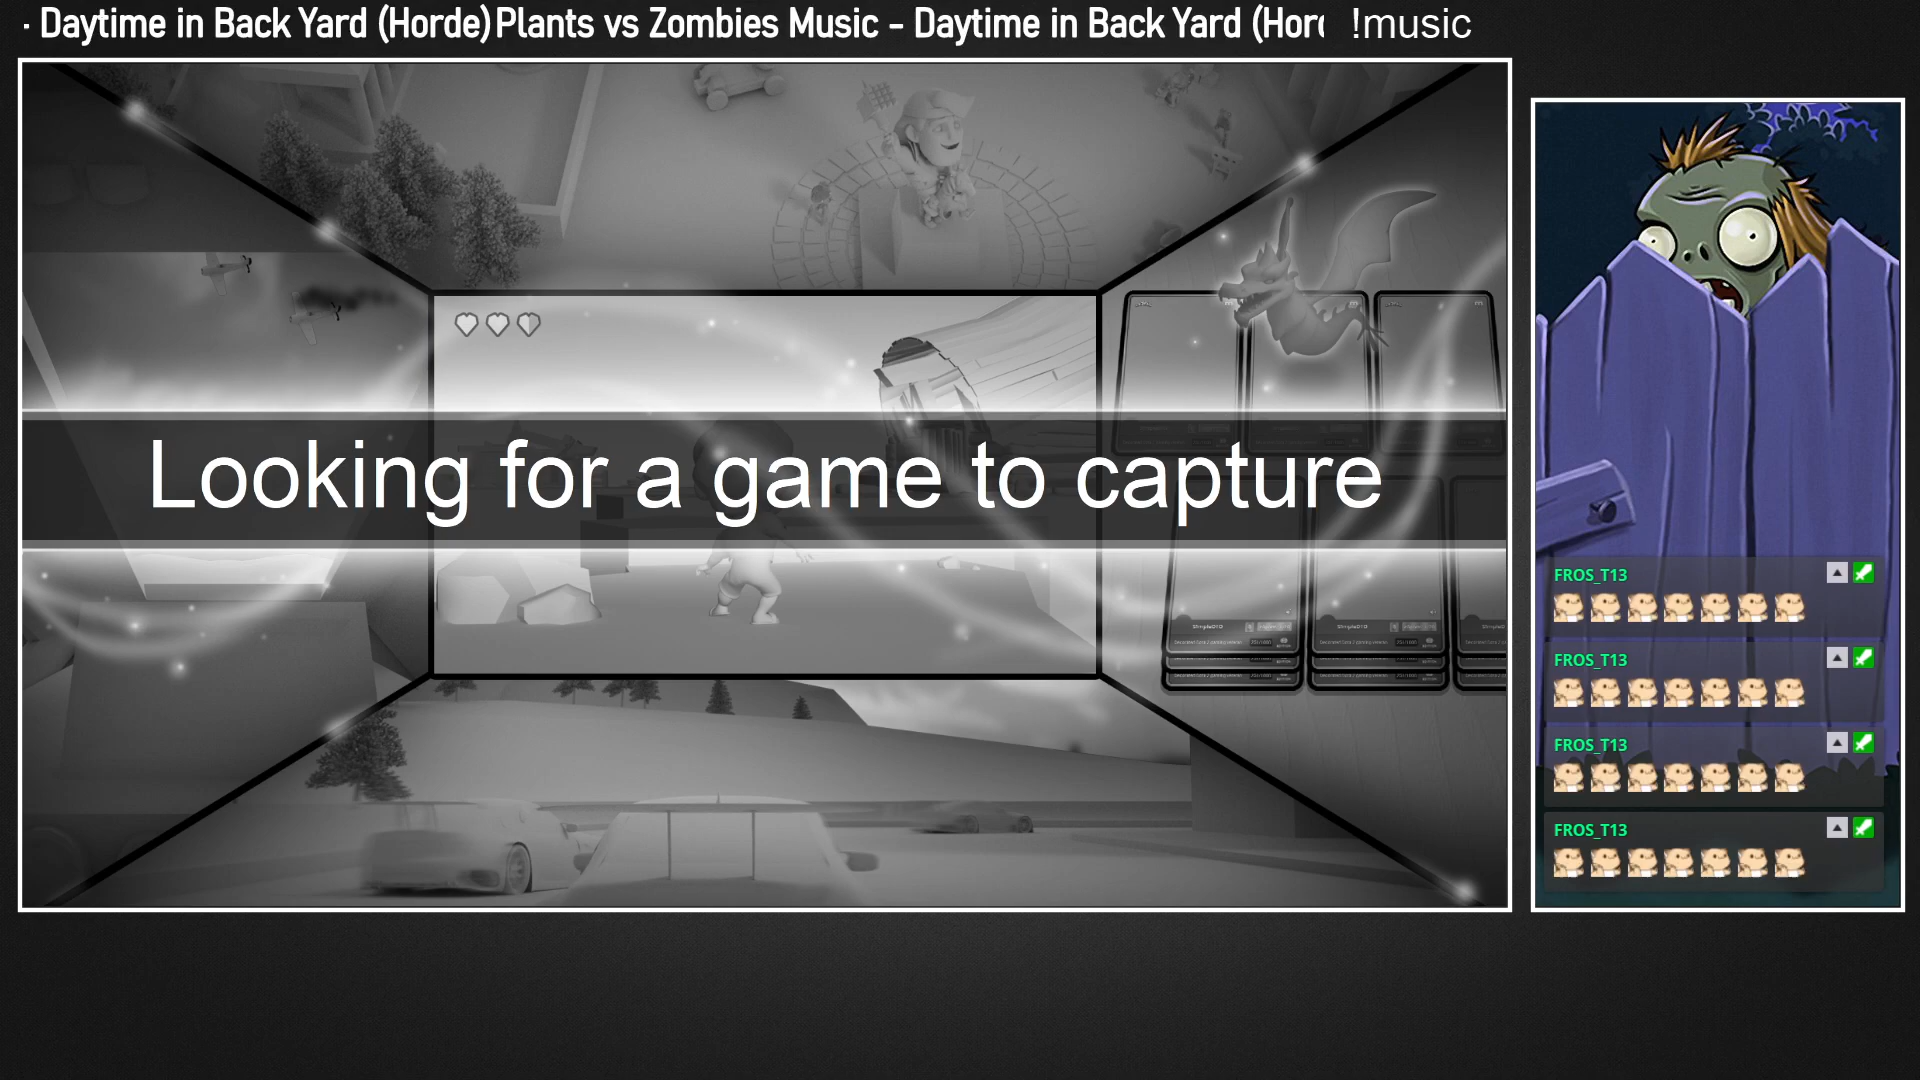 · Daytime in Back Yard (Horde)Plants vs Zombies Music - Daytime in Back Yard (Hor
!music
Looking for a game to capture
FROS_T13
FROS_T13
FROS_T13
FROS_T13